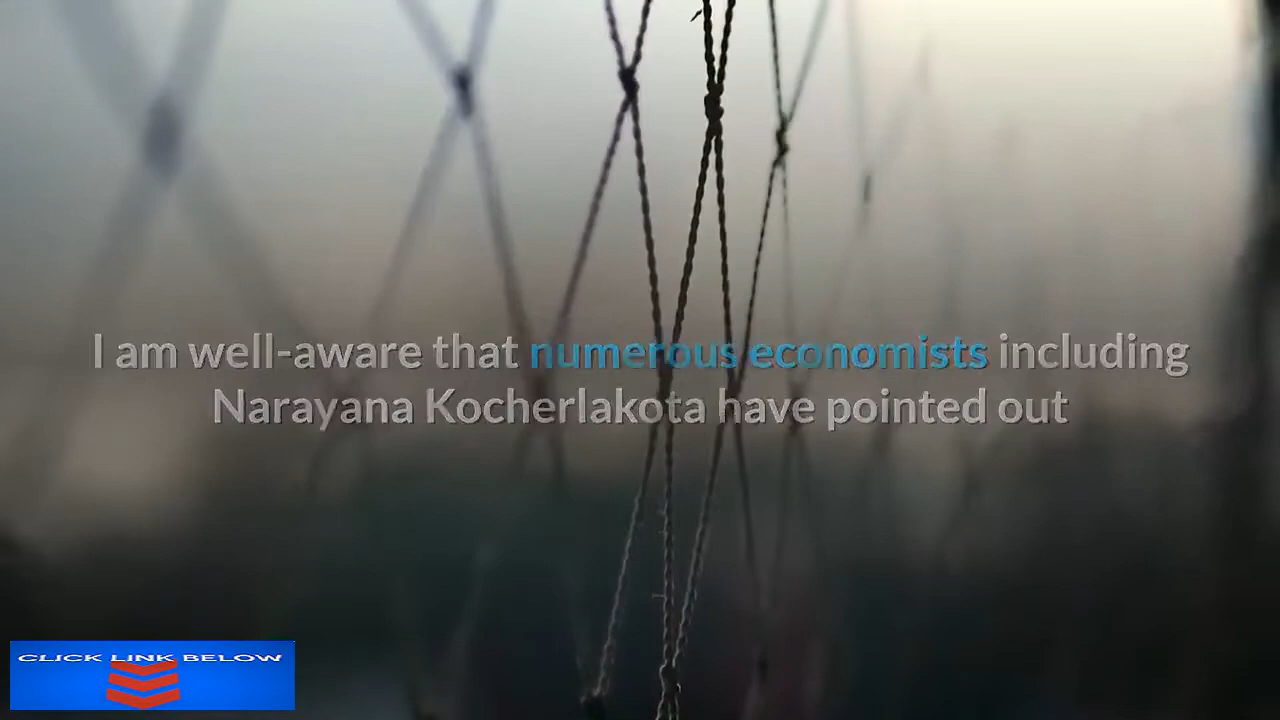 I am well-aware that numerous economists including
Narayana Kocherlakota have pointed out
CLICK LINK BELOW